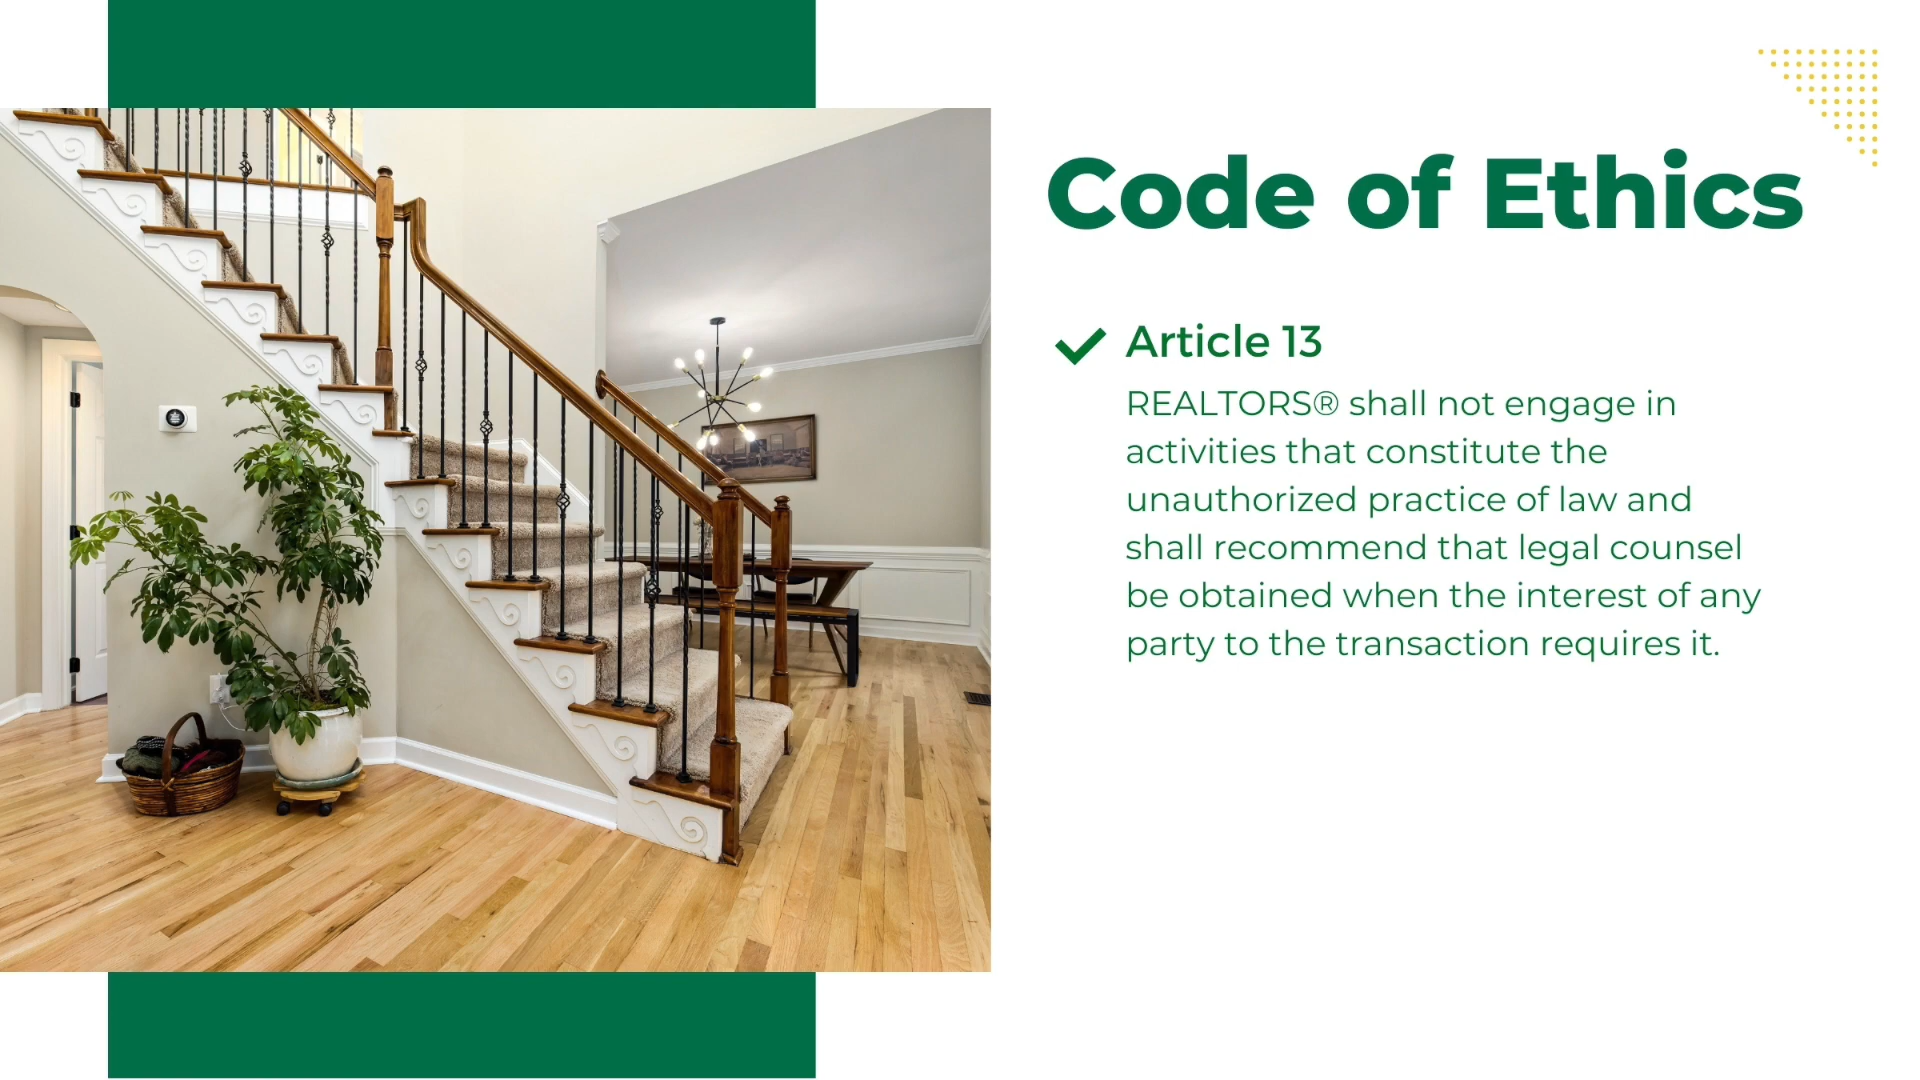 Code of Ethics
Article 13
REALTORS® shall not engage in
activities that constitute the
unauthorized practice of law and
shall recommend that legal counsel
be obtained when the interest of any
party to the transaction requires it.